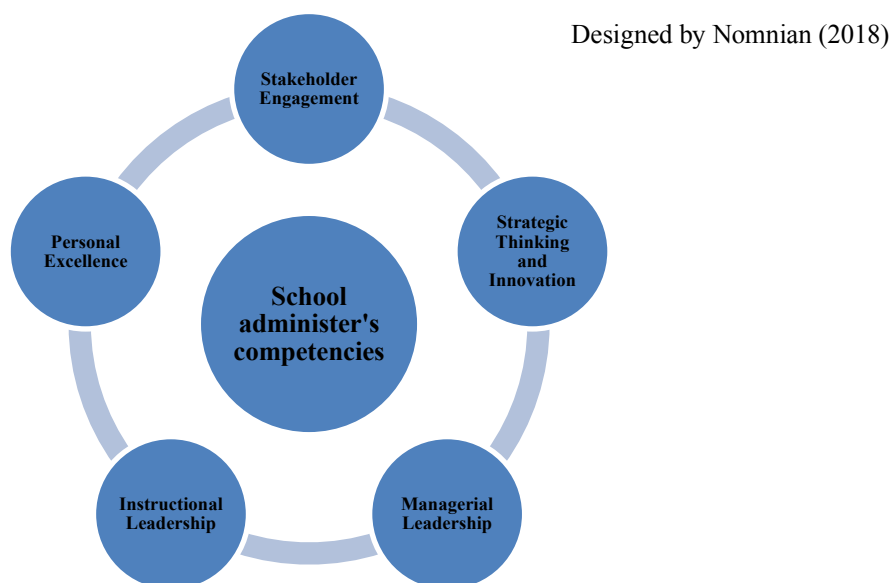 Designed by Nomnian (2018)
Stakeholder
Engagement
Strategic
Thinking
and
Innovation
Personal
Excellence
School
administer's
competencies
Instructional
Leadership
Managerial
Leadership